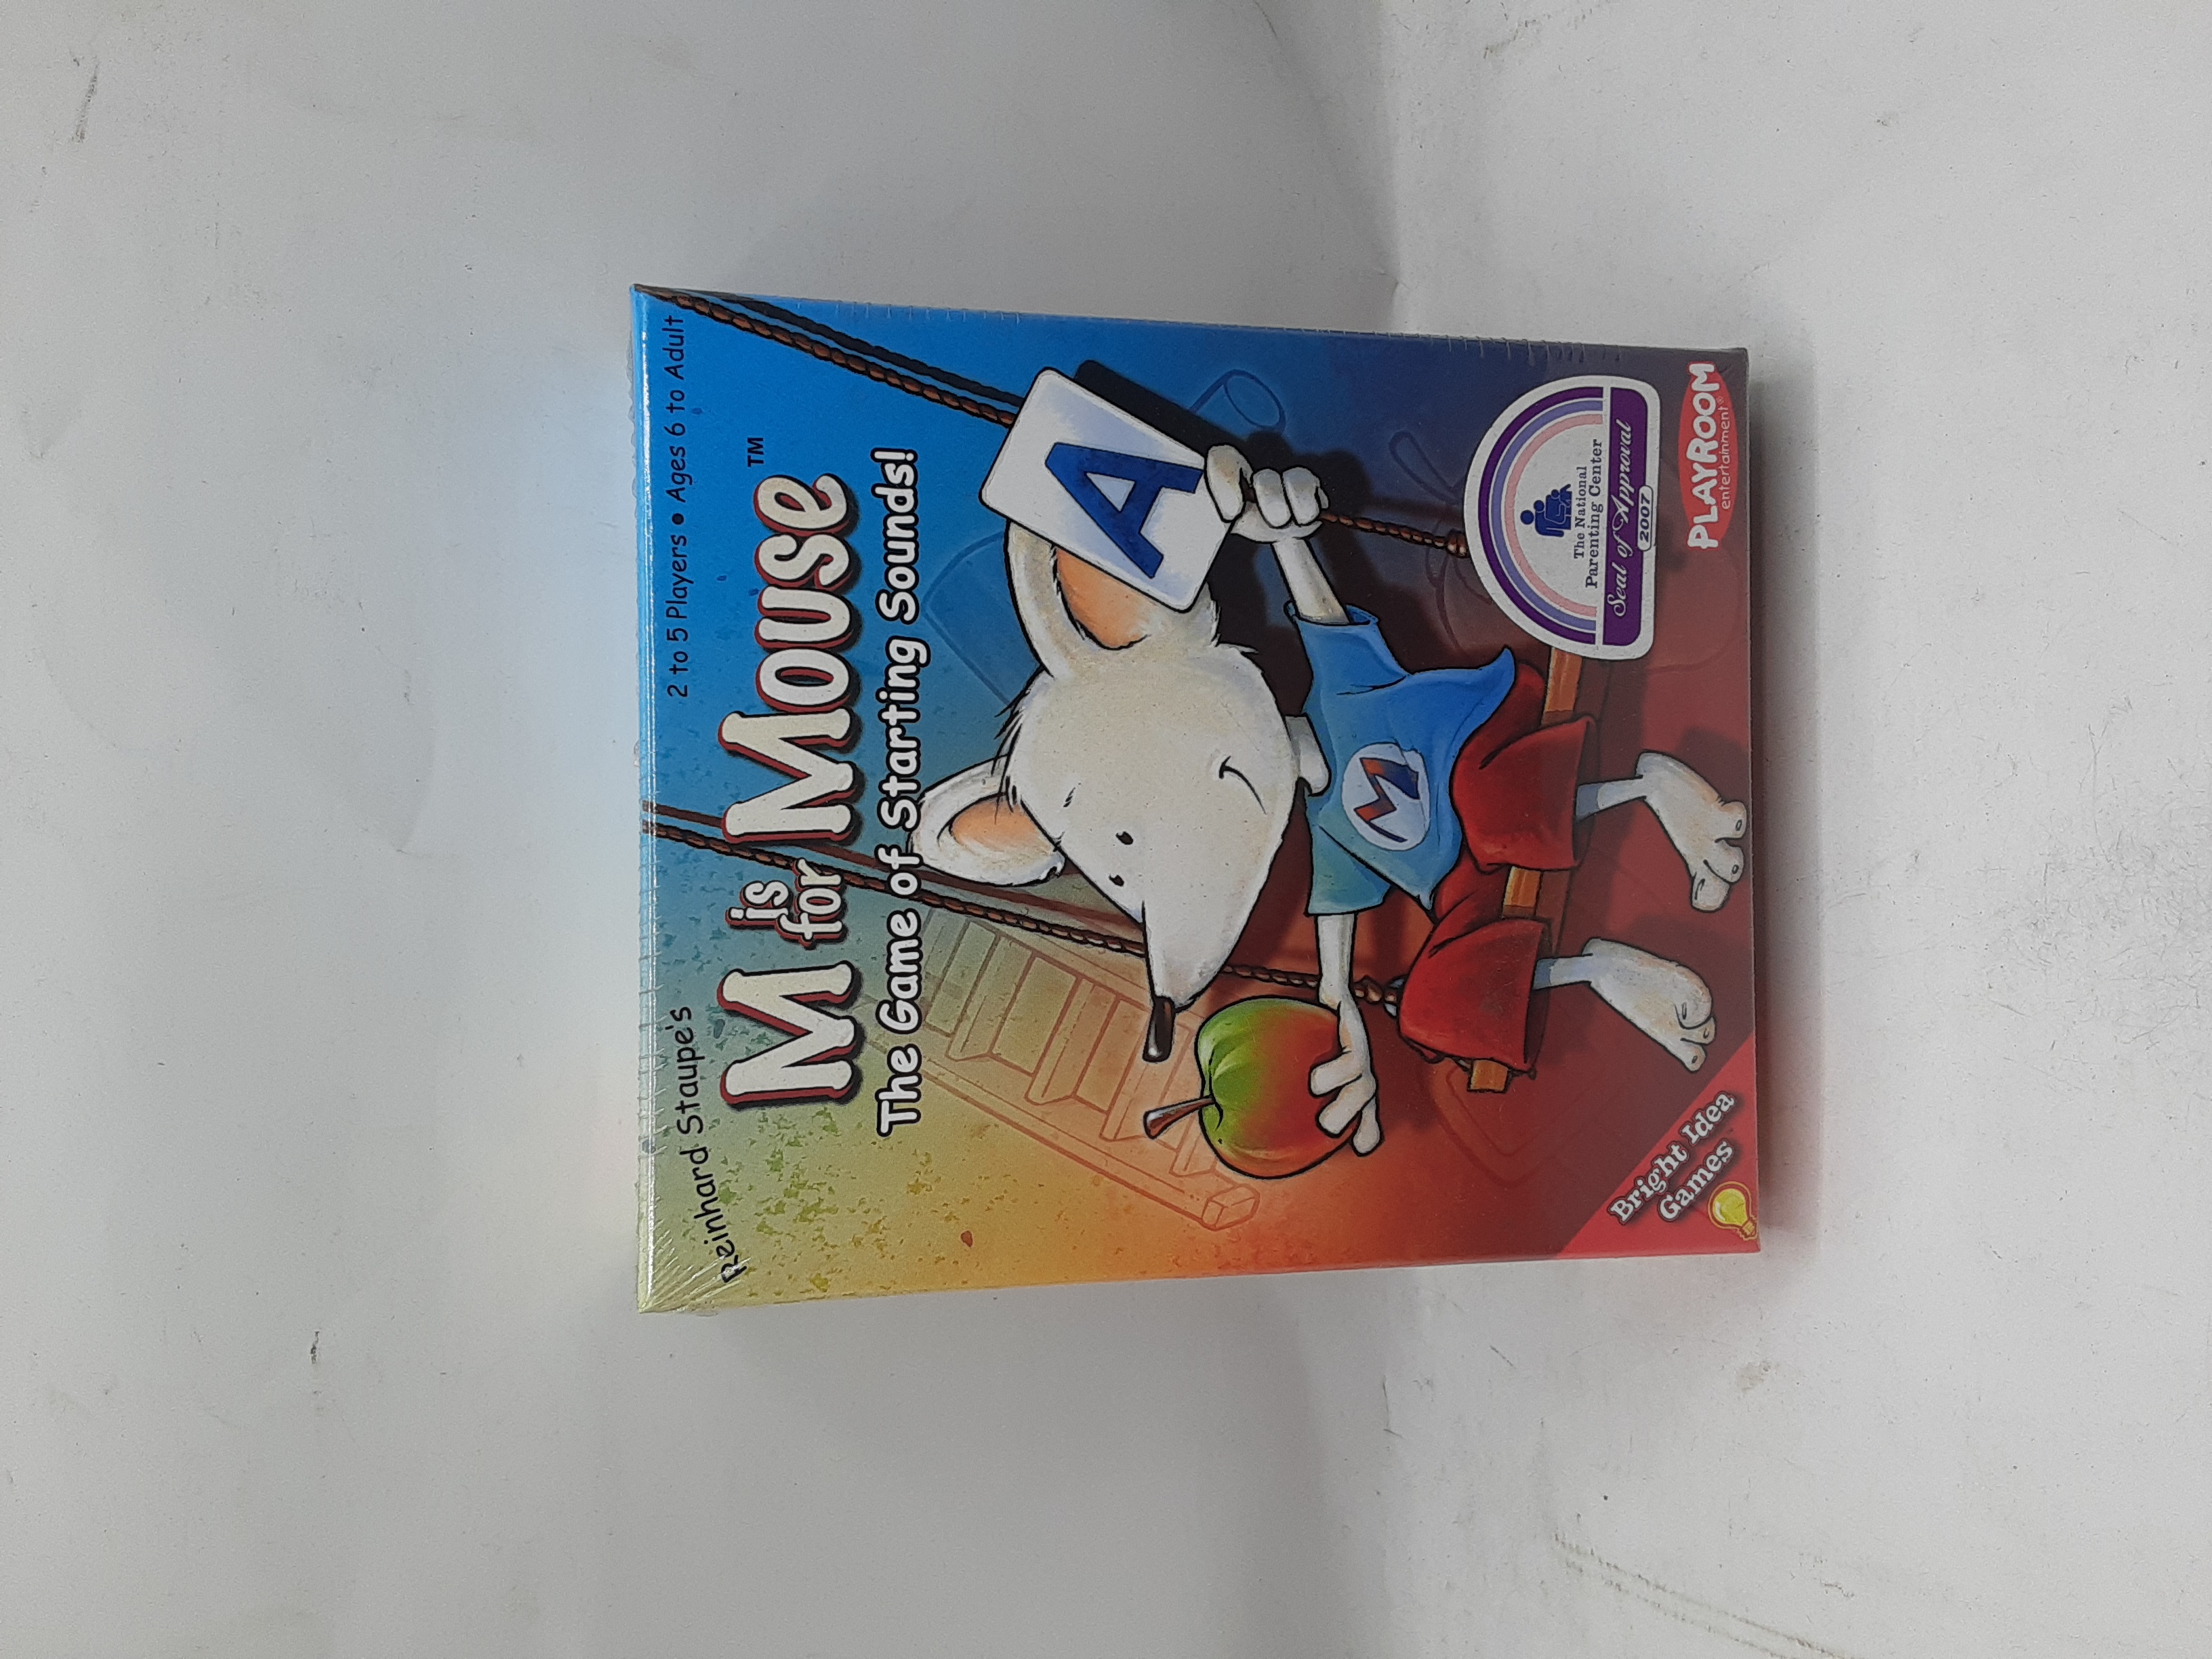 Reinhard Staupe's
2 to 5 Players • Ages 6 to Adult
M is for Mouse™
The Game of Starting Sounds!
A
M
Bright Idea
Games
The National
Parenting Center
Seal of Approval
2007
PLAYROOM
entertainment®